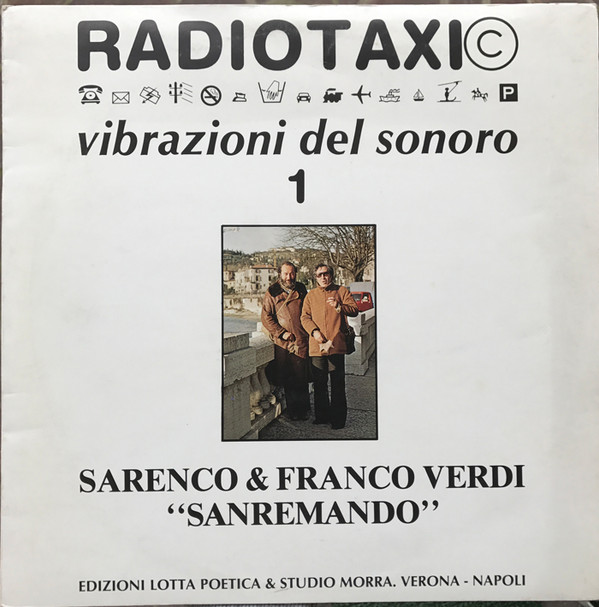 RADIOTAXI©
P
vibrazioni del sonoro
1
SARENCO & FRANCO VERDI
“SANREMANDO”
EDIZIONI LOTTA POETICA & STUDIO MORRA. VERONA - NAPOLI